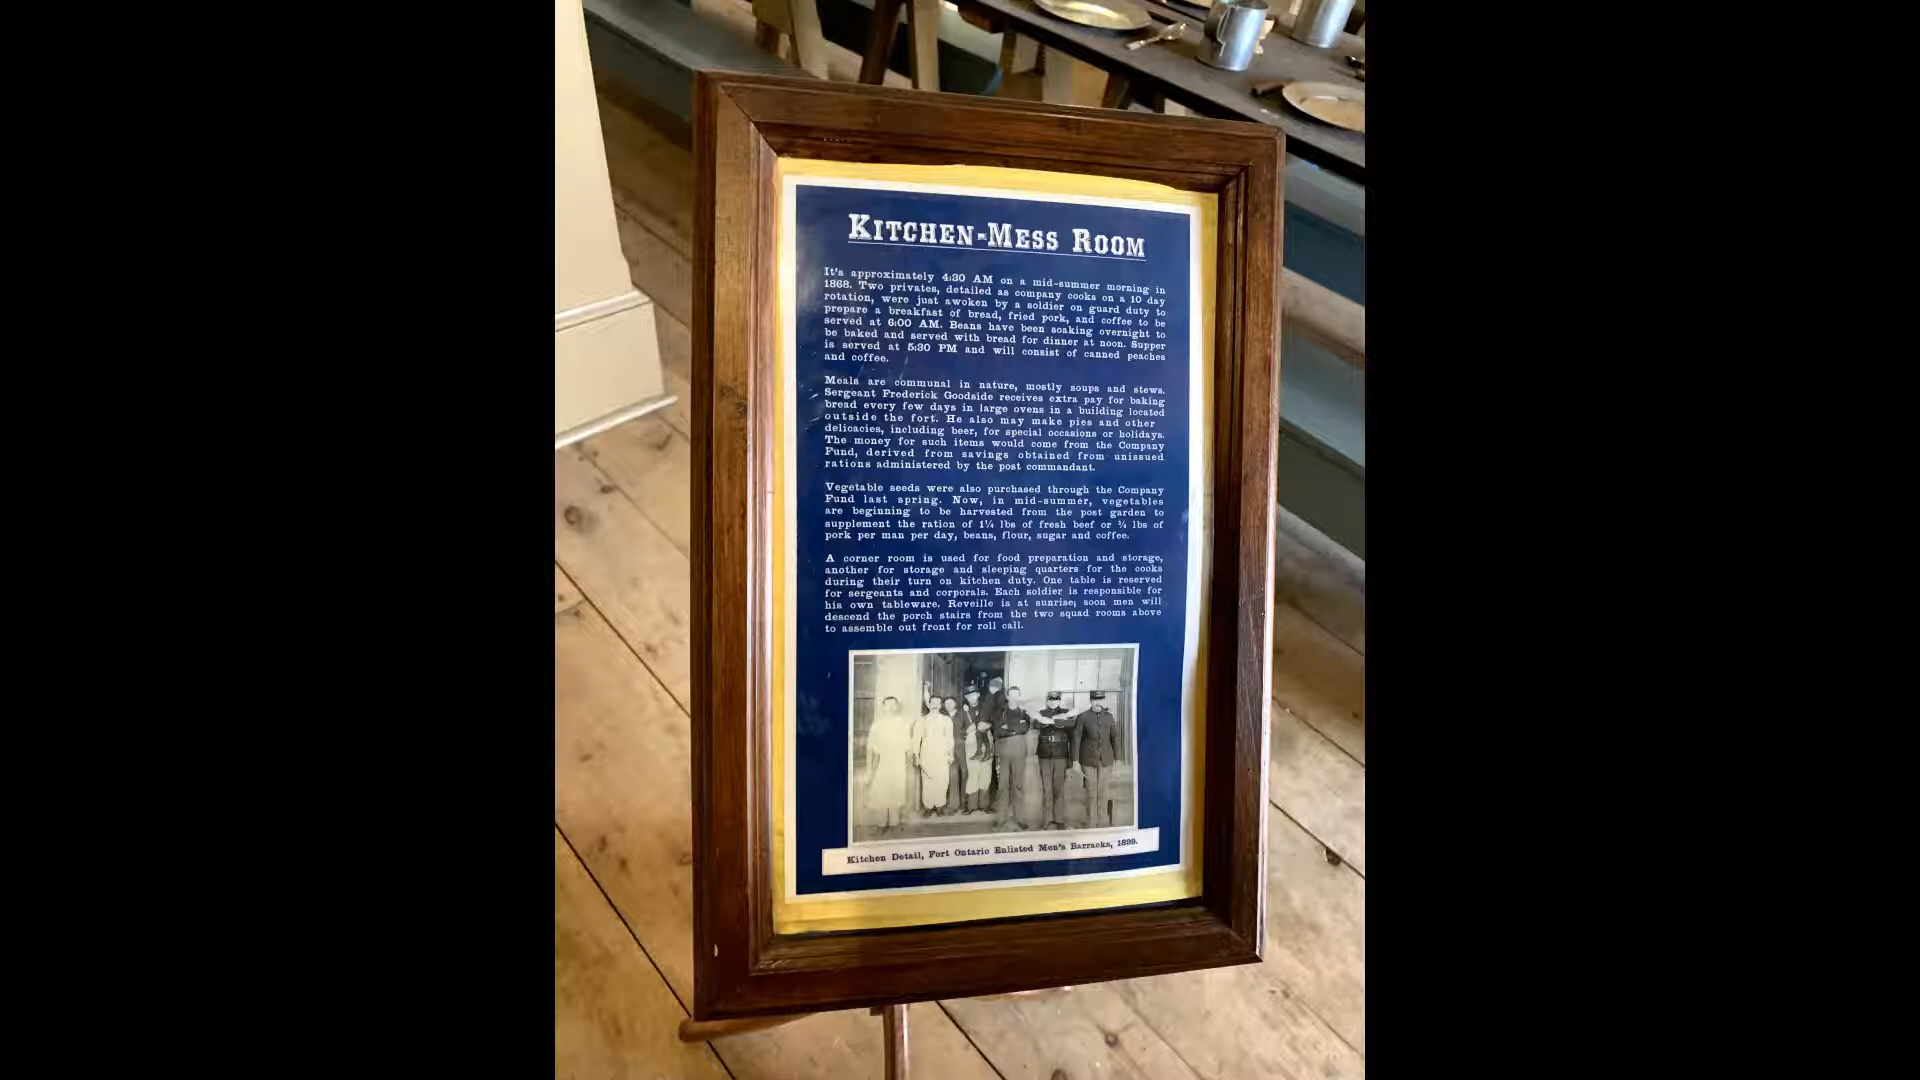 KITCHEN-MESS ROOM
It's approximately 4:30 AM on a mid-summer morning in
1868. Two privates, detailed as company cooks on a 10 day
rotation, were just awoken by a soldier on guard duty to
prepare a breakfast of bread, fried pork, and coffee to be
served at 6:00 AM. Beans have been soaking overnight to
be baked and served with bread for dinner at noon. Supper
is served at 5:30 PM and will consist of canned peaches
and coffee.
Meals are communal in nature, mostly soups and stews.
Sergeant Frederick Goodside receives extra pay for baking
bread every few days in large ovens in a building located
outside the fort. He also may make pies and other
delicacies, including beer, for special occasions or holidays.
The money for such items would come from the Company
Fund, derived from savings obtained from unissued
rations administered by the post commandant.
Vegetable seeds were also purchased through the Company
Fund last spring. Now, in mid-summer, vegetables
are beginning to be harvested from the post garden to
supplement the ration of 1¼ lbs of fresh beef or ¾ lbs of
pork per man per day, beans, flour, sugar and coffee.
A corner room is used for food preparation and storage,
another for storage and sleeping quarters for the cooks
during their turn on kitchen duty. One table is reserved
for sergeants and corporals. Each soldier is responsible for
his own tableware. Reveille is at sunrise; soon men will
descend the porch stairs from the two squad rooms above
to assemble out front for roll call.
Kitchen Detail, Fort Ontario Enlisted Men's Barracks, 1899.